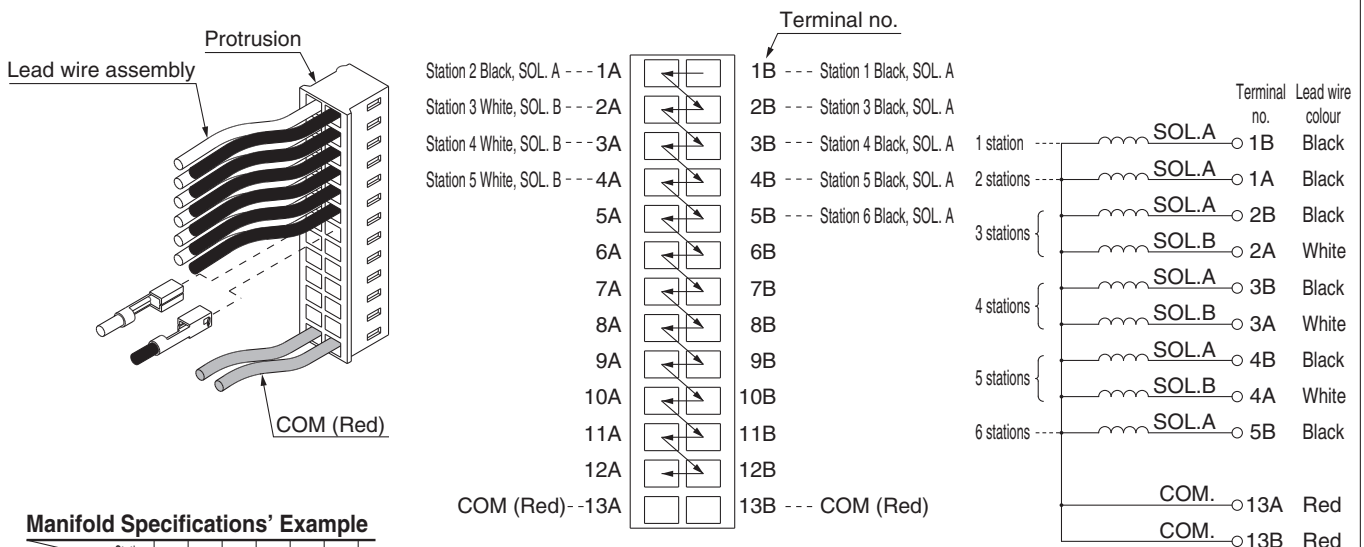 Protrusion
Lead wire assembly
COM (Red)
Manifold Specifications' Example
Terminal no.
Station 2 Black, SOL. A --- 1A 1B --- Station 1 Black, SOL. A
Station 3 White, SOL. B --- 2A 2B --- Station 3 Black, SOL. A
Station 4 White, SOL. B --- 3A 3B --- Station 4 Black, SOL. A
Station 5 White, SOL. B --- 4A 4B --- Station 5 Black, SOL. A
5A 5B --- Station 6 Black, SOL. A
6A 6B
7A 7B
8A 8B
9A 9B
10A 10B
11A 11B
12A 12B
COM (Red)--13A 13B --- COM (Red)
Terminal no. Lead wire colour
1 station SOL.A 1B Black
2 stations SOL.A 1A Black
3 stations SOL.A 2B Black
SOL.B 2A White
4 stations SOL.A 3B Black
SOL.B 3A White
5 stations SOL.A 4B Black
SOL.B 4A White
6 stations SOL.A 5B Black
COM. 13A Red
COM. 13B Red